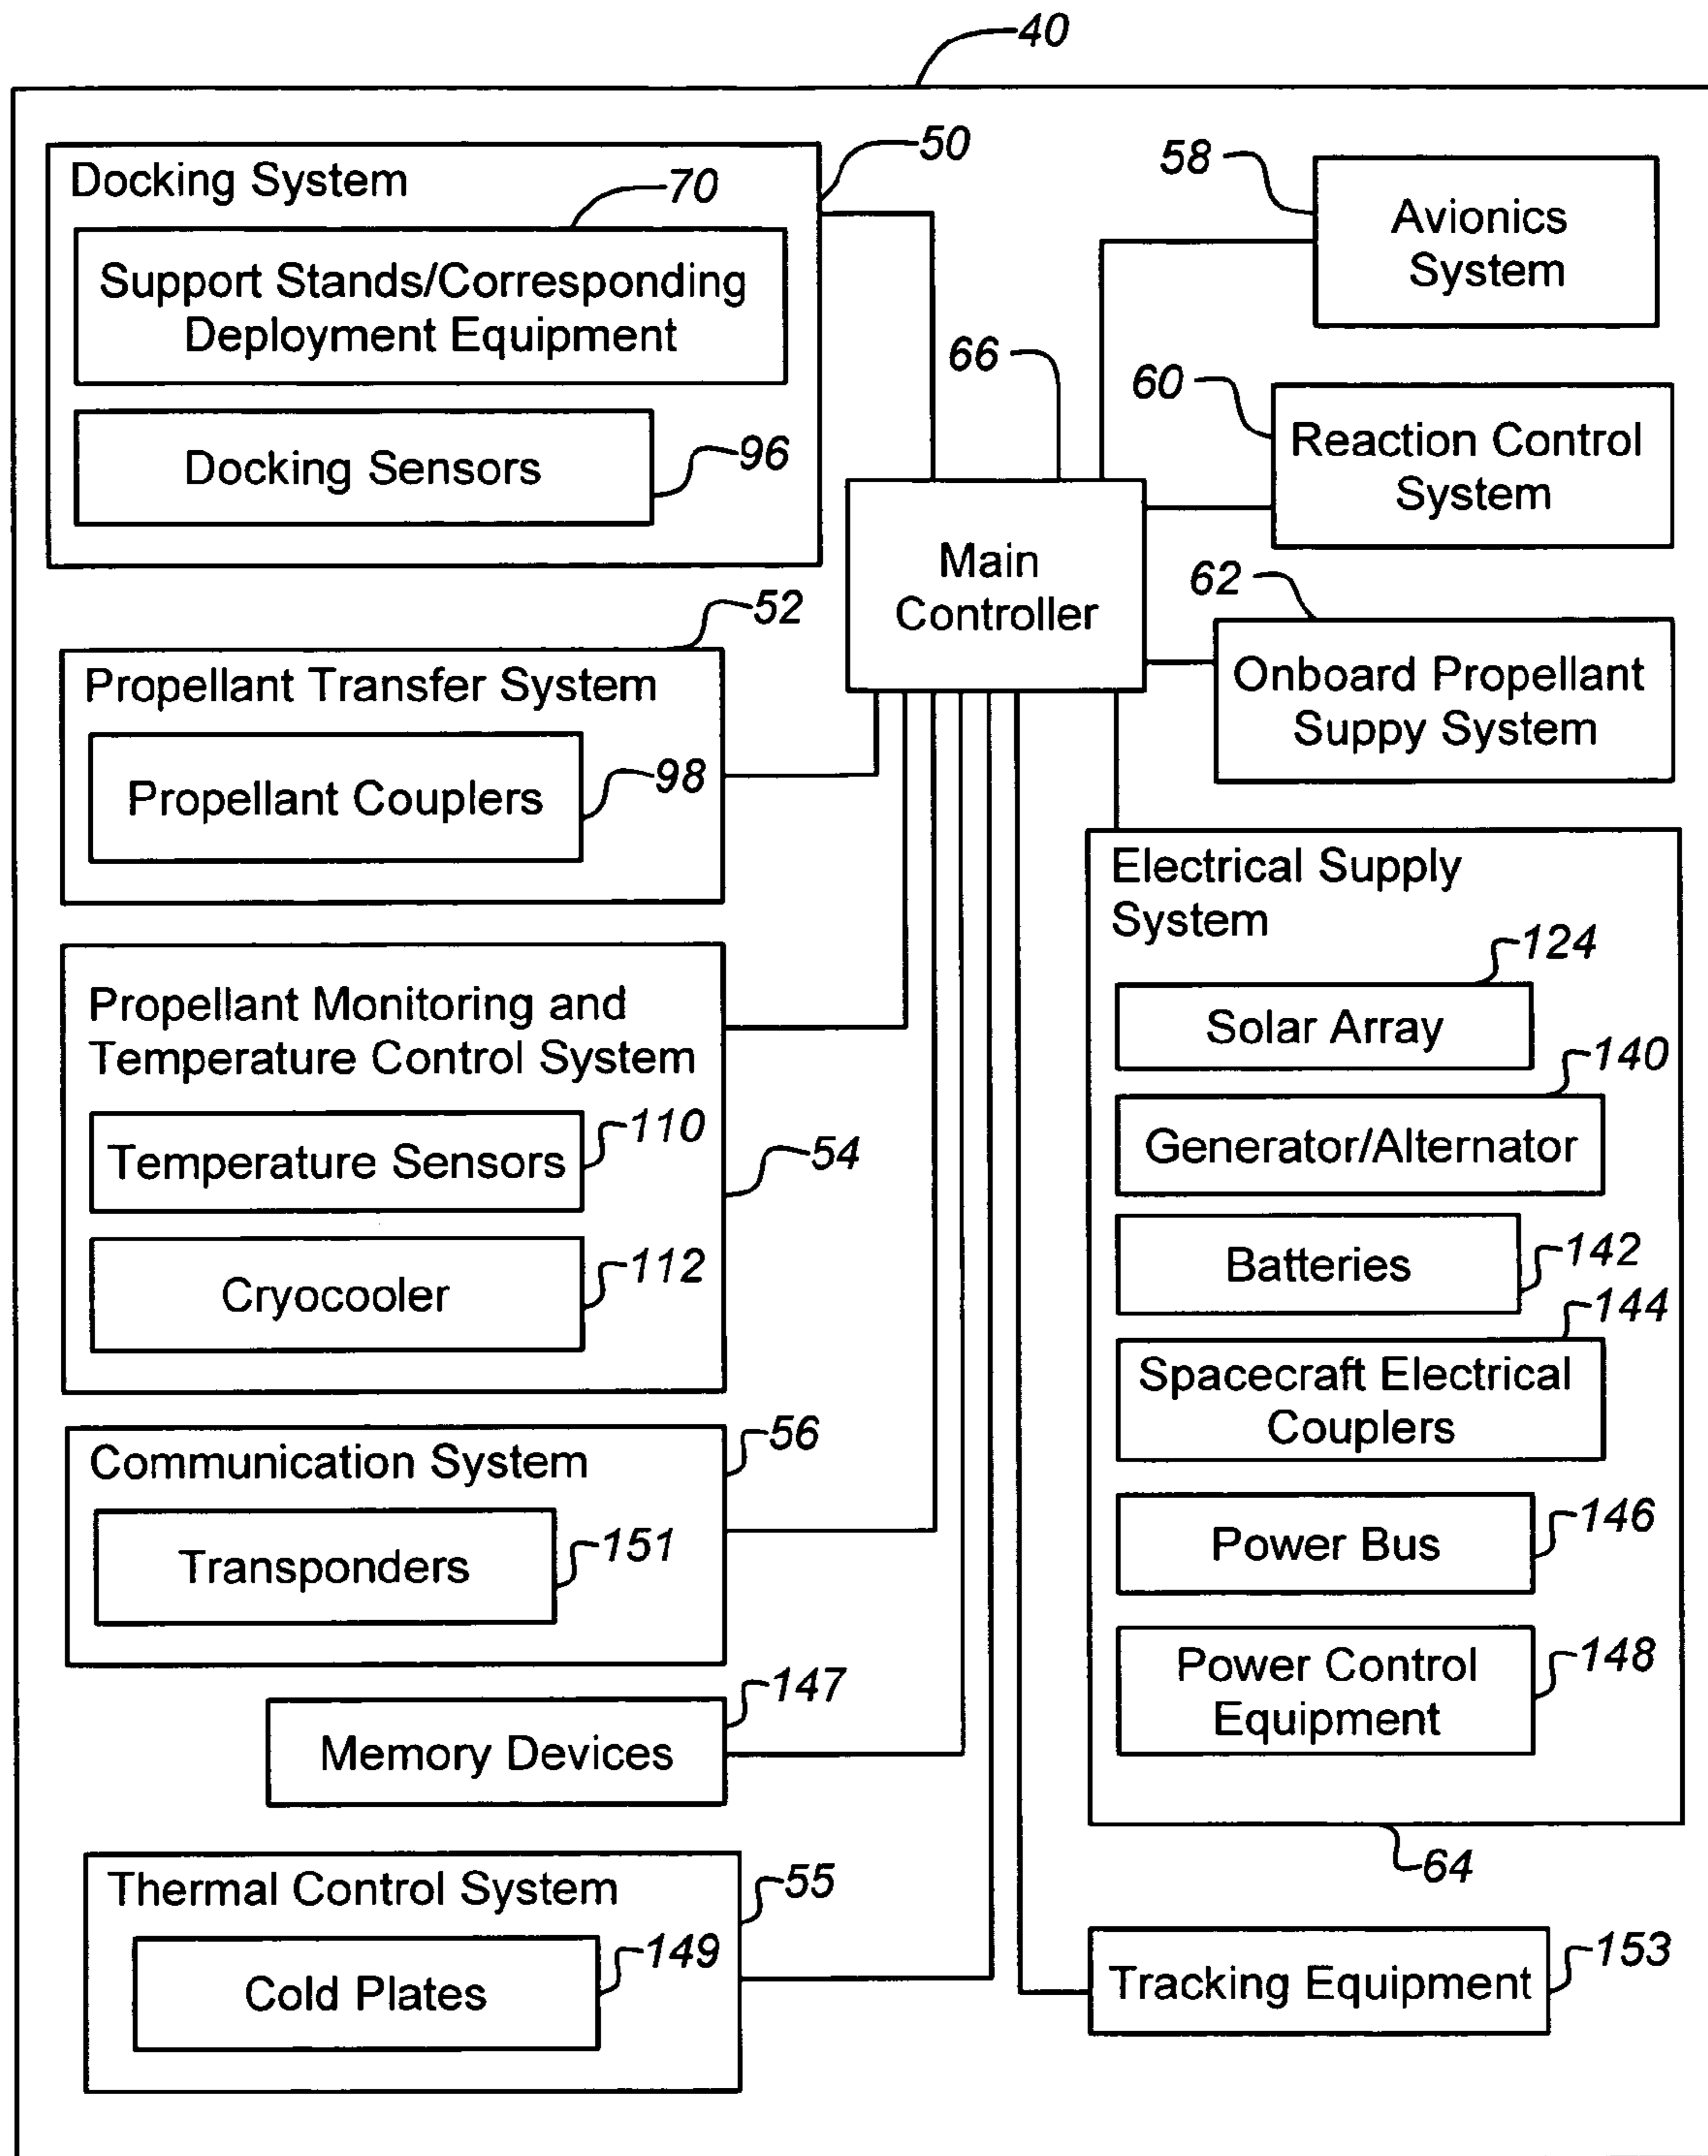 40
50
Docking System
70
Support Stands/Corresponding
Deployment Equipment
Docking Sensors
96
52
Propellant Transfer System
Propellant Couplers
98
Propellant Monitoring and
Temperature Control System
Temperature Sensors
110
54
Cryocooler
112
Communication System
56
Transponders
151
147
Memory Devices
Thermal Control System
55
Cold Plates
149
66
Main
Controller
58
Avionics
System
60
Reaction Control
System
62
Onboard Propellant
Suppy System
Electrical Supply
System
124
Solar Array
140
Generator/Alternator
Batteries
142
144
Spacecraft Electrical
Couplers
Power Bus
146
Power Control
Equipment
148
64
Tracking Equipment
153